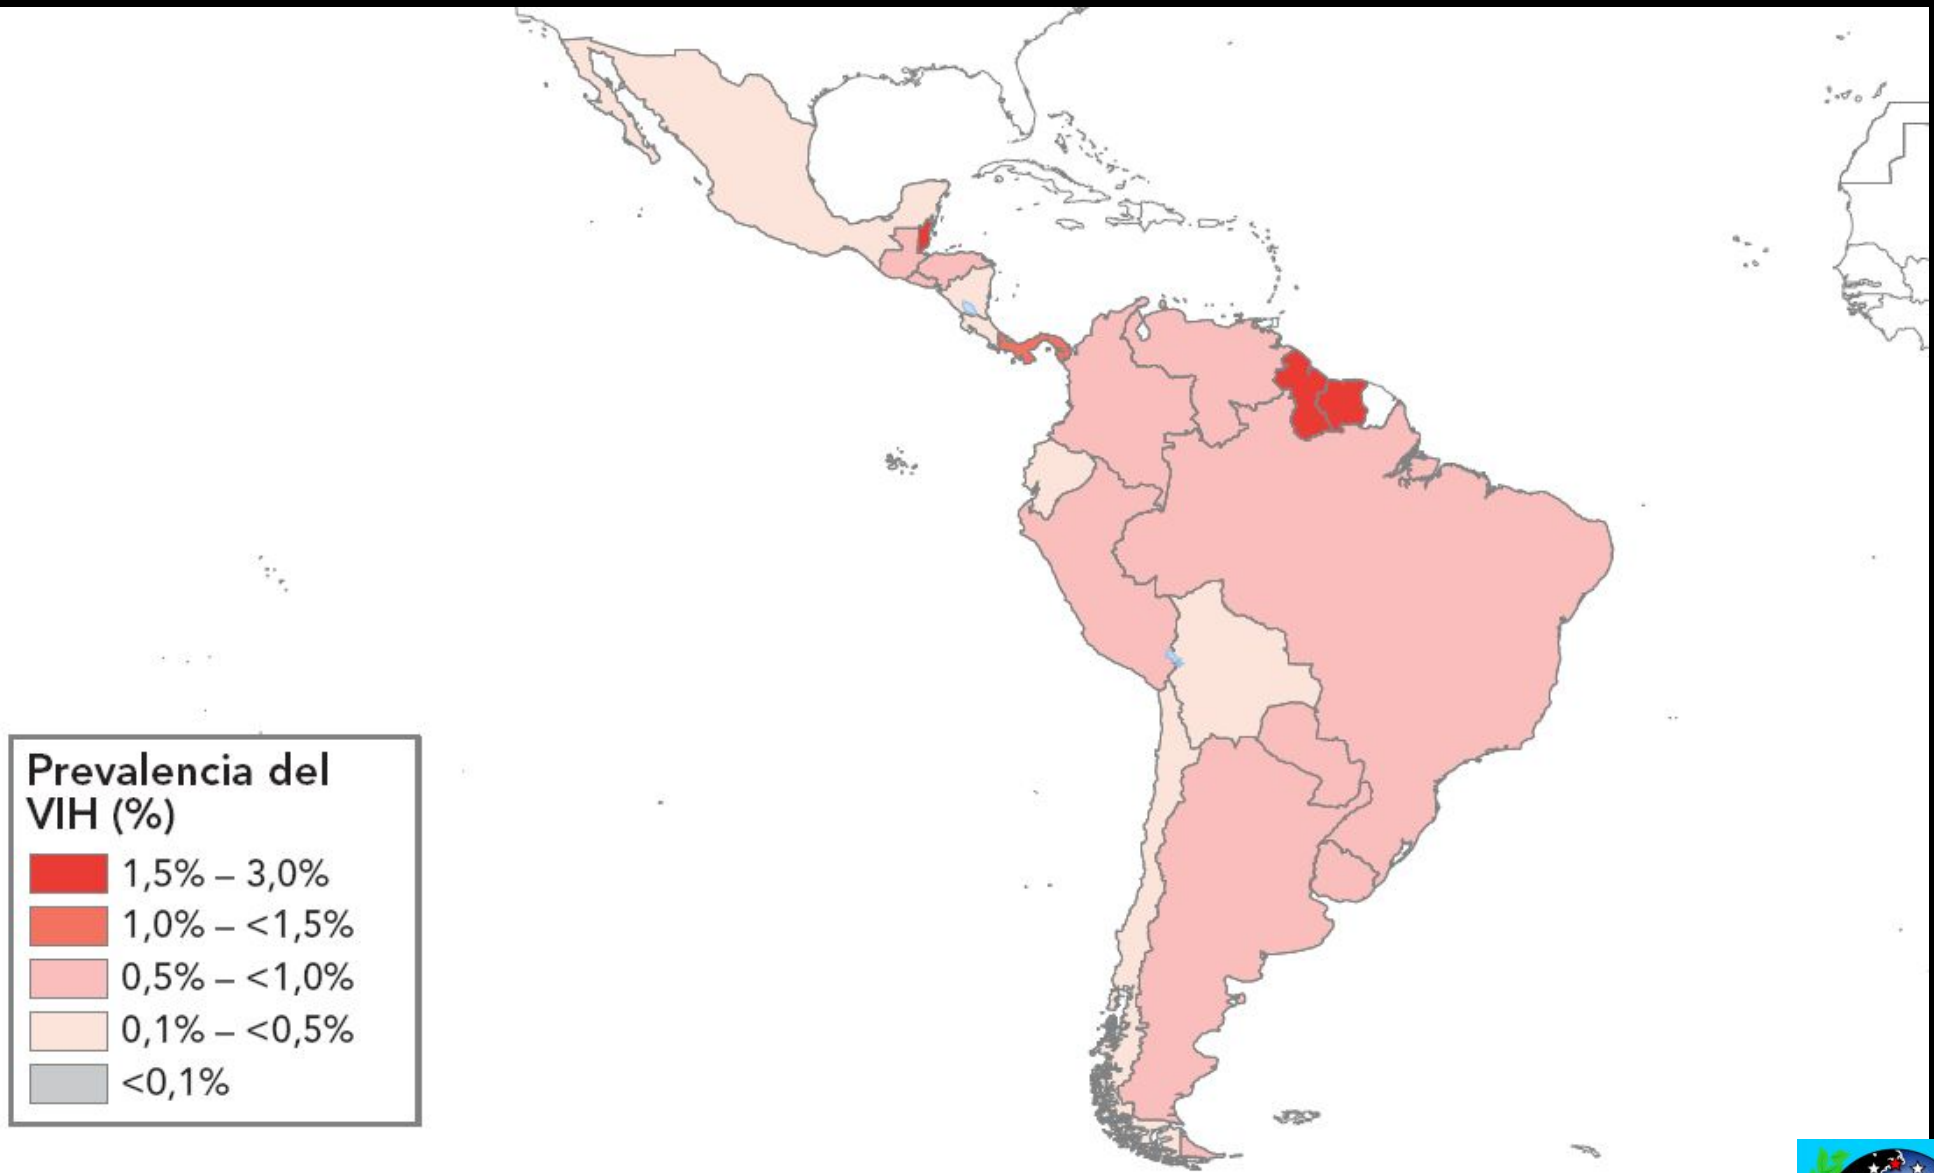 Prevalencia del
VIH (%)
1,5% – 3,0%
1,0% – <1,5%
0,5% – <1,0%
0,1% – <0,5%
<0,1%